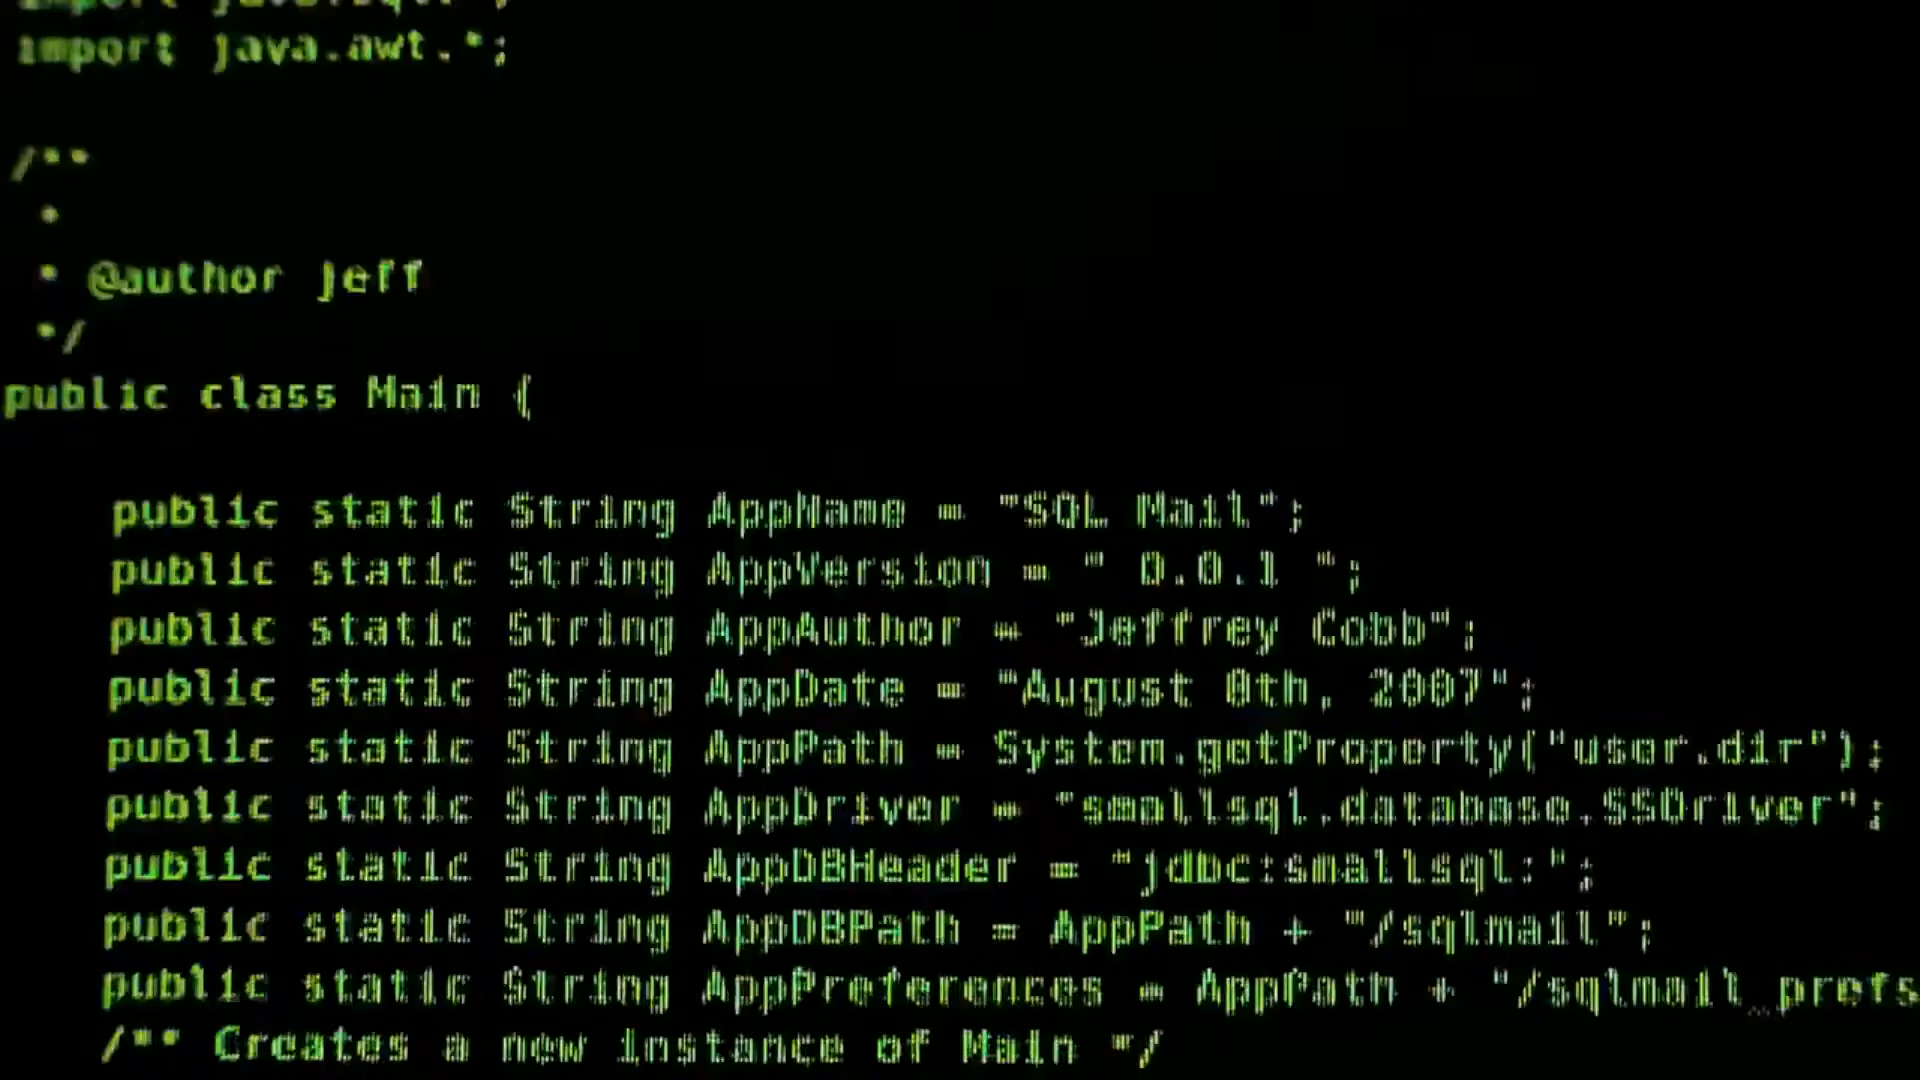 import java.sql.*;
import java.awt.*;
/**
*
* @author jeff
*/
public class Main {
public static String AppName = "SQL Mail";
public static String AppVersion = " 0.0.1 ";
public static String AppAuthor = "Jeffrey Cobb";
public static String AppDate = "August 8th, 2007";
public static String AppPath = System.getProperty("user.dir");
public static String AppDriver = "smallsql.database.SSDriver";
public static String AppDBHeader = "jdbc:smallsql:";
public static String AppDBPath = AppPath + "/sqlmail";
public static String AppPreferences = AppPath + "/sqlmail_prefs
/** Creates a new instance of Main */